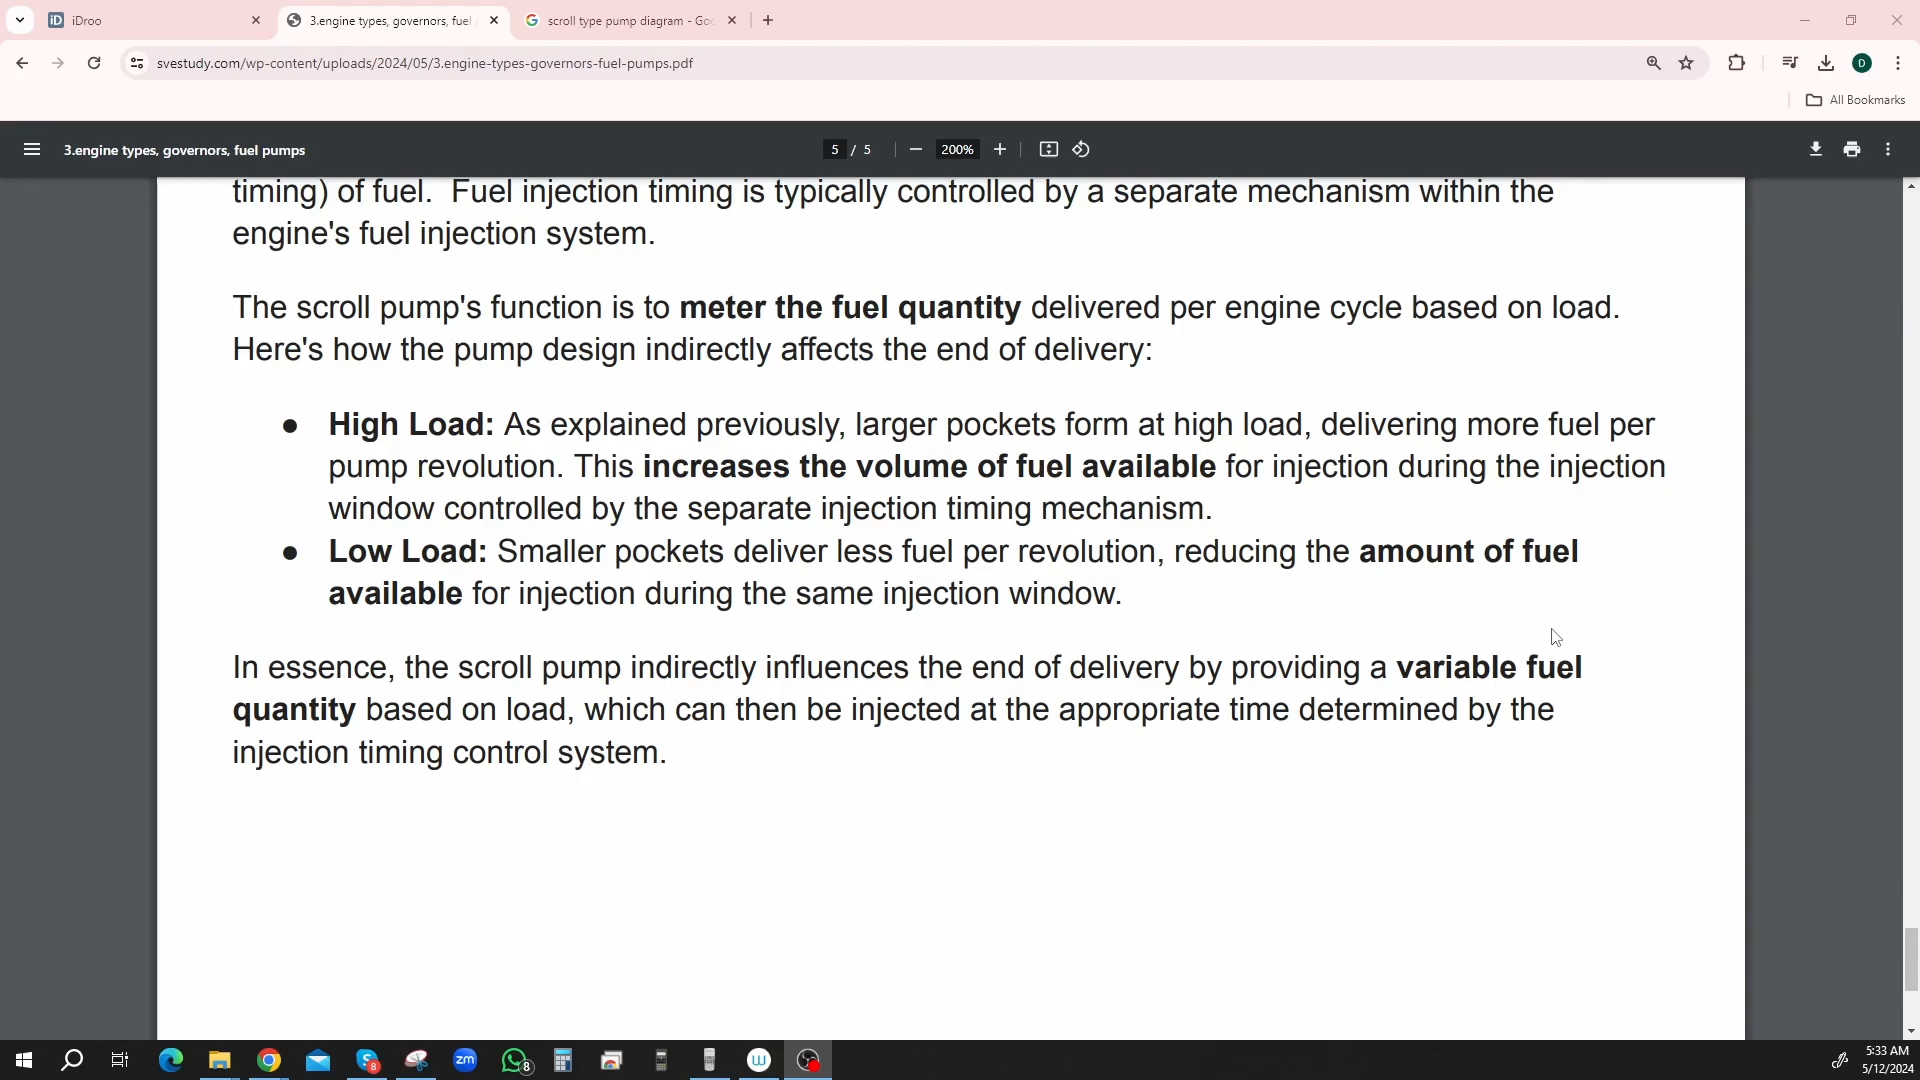 iDroo
3.engine types, governors, fuel
scroll type pump diagram - Goo
svestudy.com/wp-content/uploads/2024/05/3.engine-types-governors-fuel-pumps.pdf
D
All Bookmarks
3.engine types, governors, fuel pumps
5 / 5
200%
timing) of fuel.  Fuel injection timing is typically controlled by a separate mechanism within the
engine's fuel injection system.
The scroll pump's function is to meter the fuel quantity delivered per engine cycle based on load.
Here's how the pump design indirectly affects the end of delivery:
● High Load: As explained previously, larger pockets form at high load, delivering more fuel per
pump revolution. This increases the volume of fuel available for injection during the injection
window controlled by the separate injection timing mechanism.
● Low Load: Smaller pockets deliver less fuel per revolution, reducing the amount of fuel
available for injection during the same injection window.
In essence, the scroll pump indirectly influences the end of delivery by providing a variable fuel
quantity based on load, which can then be injected at the appropriate time determined by the
injection timing control system.
8
zm
8
5:33 AM
5/12/2024